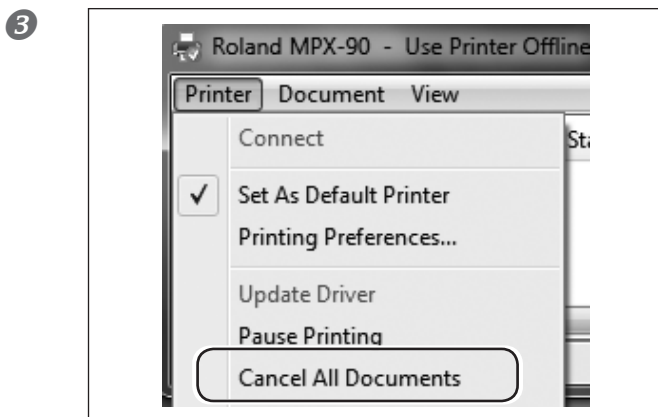 3
Roland MPX-90 - Use Printer Offline
Printer Document View
Connect
✓ Set As Default Printer
Printing Preferences...
Update Driver
Pause Printing
Cancel All Documents